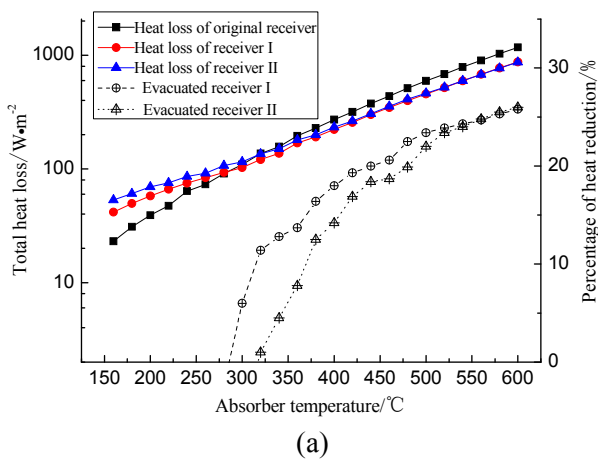 Heat loss of original receiver
Heat loss of receiver I
Heat loss of receiver II
Evacuated receiver I
Evacuated receiver II
Total heat loss/W•m-2
1000
100
10
Percentage of heat reduction/%
30
20
10
0
150 200 250 300 350 400 450 500 550 600
Absorber temperature/℃
(a)